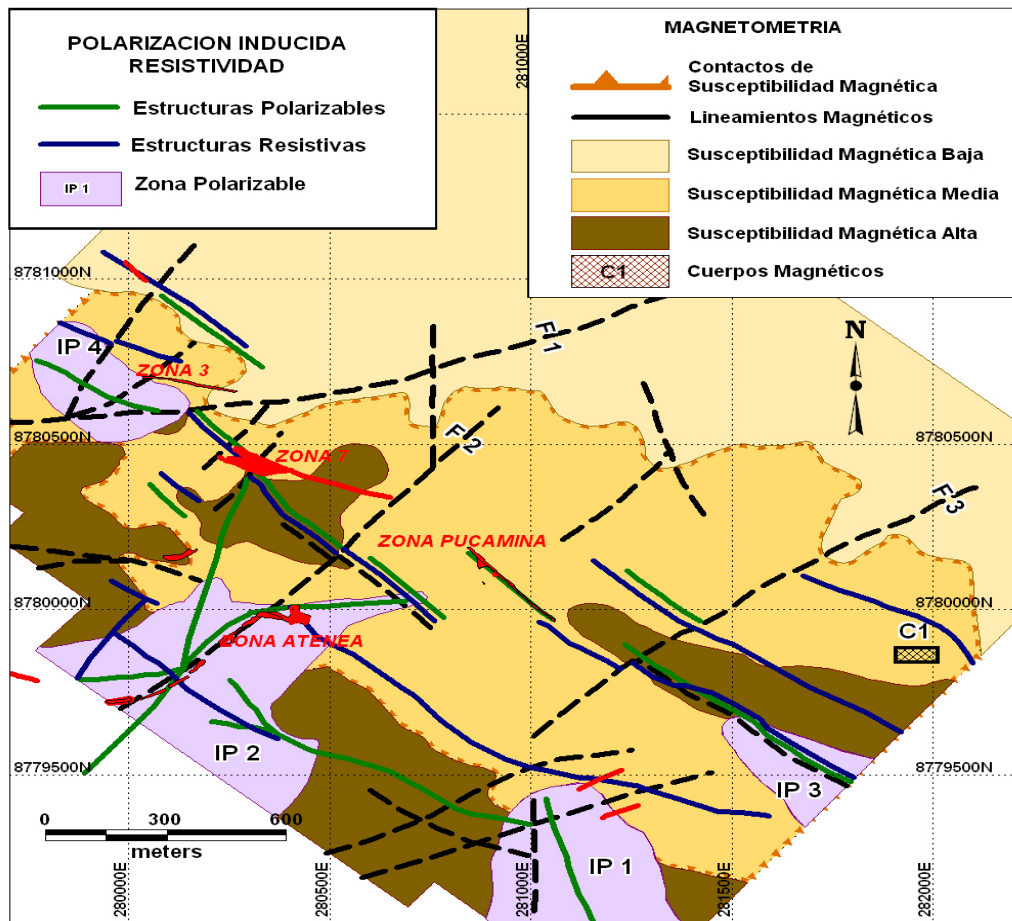 POLARIZACION INDUCIDA
RESISTIVIDAD
Estructuras Polarizables
Estructuras Resistivas
IP 1
Zona Polarizable
MAGNETOMETRIA
Contactos de
Susceptibilidad Magnética
Lineamientos Magnéticos
Susceptibilidad Magnética Baja
Susceptibilidad Magnética Media
Susceptibilidad Magnética Alta
C1
Cuerpos Magnéticos
281000E
8781000N
N
F 1
IP 4
ZONA 3
8780500N
8780500N
F 2
ZONA 7
F 3
ZONA PUCAMINA
8780000N
8780000N
ZONA ATENEA
C1
IP 2
8779500N
8779500N
IP 3
0
300
600
meters
IP 1
280000E
280500E
281000E
281500E
282000E